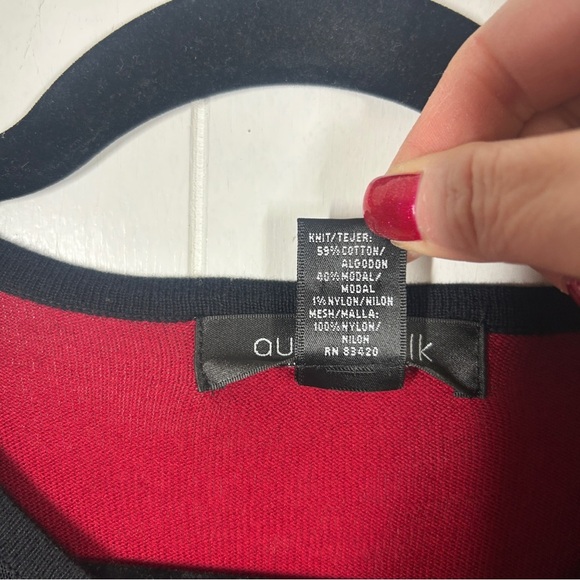 KNIT/TEJER:
59% COTTON/
ALGODON
40% MODAL/
MODAL
1% NYLON/NILON
MESH/MALLA:
100% NYLON/
NILON
RN 83420
au lk